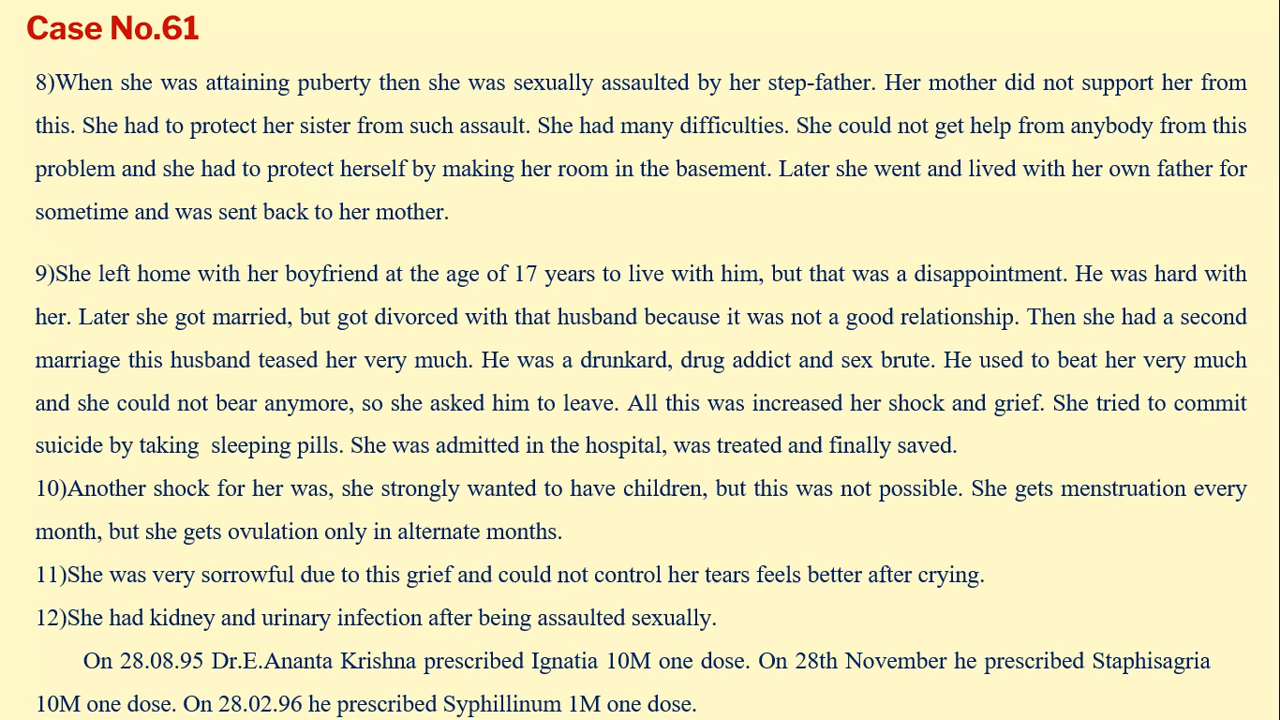 Case No.61
8)When she was attaining puberty then she was sexually assaulted by her step-father. Her mother did not support her from
this. She had to protect her sister from such assault. She had many difficulties. She could not get help from anybody from this
problem and she had to protect herself by making her room in the basement. Later she went and lived with her own father for
sometime and was sent back to her mother.
9)She left home with her boyfriend at the age of 17 years to live with him, but that was a disappointment. He was hard with
her. Later she got married, but got divorced with that husband because it was not a good relationship. Then she had a second
marriage this husband teased her very much. He was a drunkard, drug addict and sex brute. He used to beat her very much
and she could not bear anymore, so she asked him to leave. All this was increased her shock and grief. She tried to commit
suicide by taking  sleeping pills. She was admitted in the hospital, was treated and finally saved.
10)Another shock for her was, she strongly wanted to have children, but this was not possible. She gets menstruation every
month, but she gets ovulation only in alternate months.
11)She was very sorrowful due to this grief and could not control her tears feels better after crying.
12)She had kidney and urinary infection after being assaulted sexually.
On 28.08.95 Dr.E.Ananta Krishna prescribed Ignatia 10M one dose. On 28th November he prescribed Staphisagria
10M one dose. On 28.02.96 he prescribed Syphillinum 1M one dose.